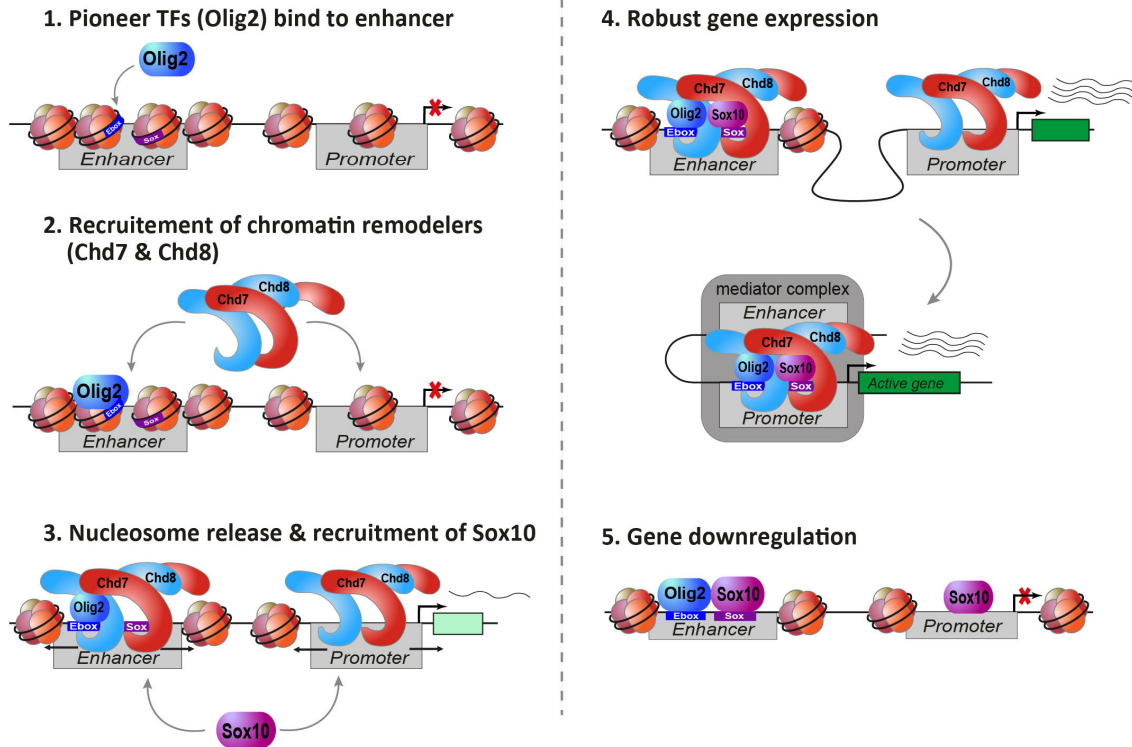 1. Pioneer TFs (Olig2) bind to enhancer
Olig2
Ebox
Sox
Enhancer
Promoter
2. Recruitement of chromatin remodelers
(Chd7 & Chd8)
Chd8
Chd7
Olig2
Ebox
Sox
Enhancer
Promoter
3. Nucleosome release & recruitment of Sox10
Chd7
Chd8
Chd7
Chd8
Olig2
Ebox
Sox
Enhancer
Promoter
Sox10
4. Robust gene expression
Chd7
Chd8
Chd7
Chd8
Olig2
Sox10
Ebox
Sox
Enhancer
Promoter
mediator complex
Enhancer
Chd7
Chd8
Olig2
Sox10
Ebox
Sox
Active gene
Promoter
5. Gene downregulation
Olig2
Sox10
Sox10
Ebox
Sox
Enhancer
Promoter